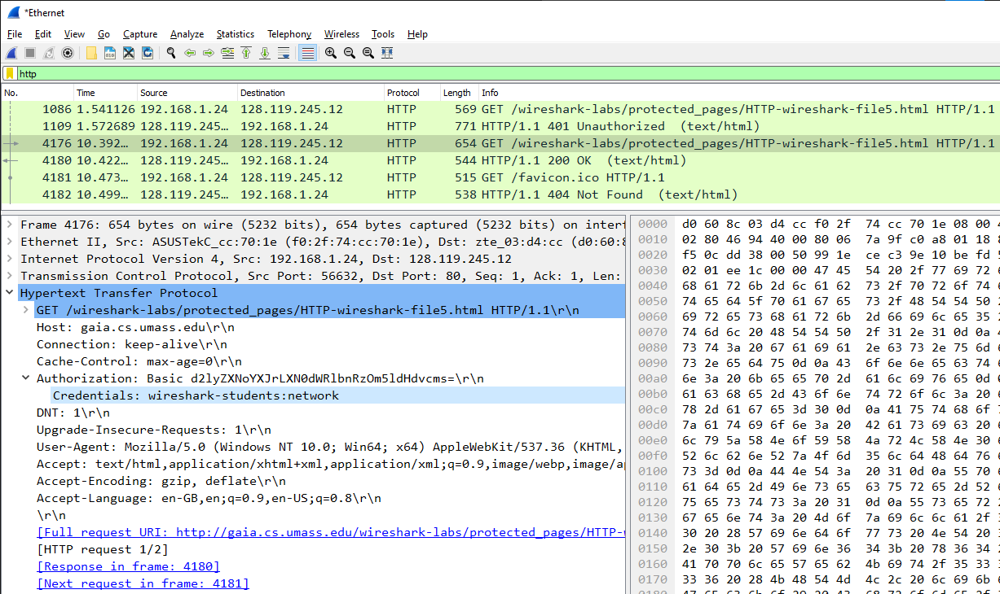 *Ethernet
File Edit View Go Capture Analyze Statistics Telephony Wireless Tools Help
http
No. Time Source Destination Protocol Length Info
1086 1.541126 192.168.1.24 128.119.245.12 HTTP 569 GET /wireshark-labs/protected_pages/HTTP-wireshark-file5.html HTTP/1.1
1109 1.572689 128.119.245… 192.168.1.24 HTTP 771 HTTP/1.1 401 Unauthorized (text/html)
4176 10.392… 192.168.1.24 128.119.245.12 HTTP 654 GET /wireshark-labs/protected_pages/HTTP-wireshark-file5.html HTTP/1.1
4180 10.422… 128.119.245… 192.168.1.24 HTTP 544 HTTP/1.1 200 OK (text/html)
4181 10.473… 192.168.1.24 128.119.245.12 HTTP 515 GET /favicon.ico HTTP/1.1
4182 10.499… 128.119.245… 192.168.1.24 HTTP 538 HTTP/1.1 404 Not Found (text/html)
Frame 4176: 654 bytes on wire (5232 bits), 654 bytes captured (5232 bits) on interf
Ethernet II, Src: ASUSTekC_cc:70:1e (f0:2f:74:cc:70:1e), Dst: zte_03:d4:cc (d0:60:8
Internet Protocol Version 4, Src: 192.168.1.24, Dst: 128.119.245.12
Transmission Control Protocol, Src Port: 56632, Dst Port: 80, Seq: 1, Ack: 1, Len:
Hypertext Transfer Protocol
GET /wireshark-labs/protected_pages/HTTP-wireshark-file5.html HTTP/1.1\r\n
Host: gaia.cs.umass.edu\r\n
Connection: keep-alive\r\n
Cache-Control: max-age=0\r\n
Authorization: Basic d2lyZXNoYXJrLXN0dWRlbnRzOm5ldHdvcms=\r\n
Credentials: wireshark-students:network
DNT: 1\r\n
Upgrade-Insecure-Requests: 1\r\n
User-Agent: Mozilla/5.0 (Windows NT 10.0; Win64; x64) AppleWebKit/537.36 (KHTML,
Accept: text/html,application/xhtml+xml,application/xml;q=0.9,image/webp,image/ap
Accept-Encoding: gzip, deflate\r\n
Accept-Language: en-GB,en;q=0.9,en-US;q=0.8\r\n
\r\n
[Full request URI: http://gaia.cs.umass.edu/wireshark-labs/protected_pages/HTTP-w
[HTTP request 1/2]
[Response in frame: 4180]
[Next request in frame: 4181]
0000 d0 60 8c 03 d4 cc f0 2f 74 cc 70 1e 08 00 4
0010 02 80 46 94 40 00 80 06 7a 9f c0 a8 01 18 8
0020 f5 0c dd 38 00 50 99 1e ce c3 9e 10 be fd 5
0030 02 01 ee 1c 00 00 47 45 54 20 2f 77 69 72 6
0040 68 61 72 6b 2d 6c 61 62 73 2f 70 72 6f 74 6
0050 74 65 64 5f 70 61 67 65 73 2f 48 54 54 50 2
0060 69 72 65 73 68 61 72 6b 2d 66 69 6c 65 35 2
0070 74 6d 6c 20 48 54 54 50 2f 31 2e 31 0d 0a 4
0080 73 74 3a 20 67 61 69 61 2e 63 73 2e 75 6d 6
0090 73 2e 65 64 75 0d 0a 43 6f 6e 6e 65 63 74 6
00a0 6e 3a 20 6b 65 65 70 2d 61 6c 69 76 65 0d 0
00b0 61 63 68 65 2d 43 6f 6e 74 72 6f 6c 3a 20 6
00c0 78 2d 61 67 65 3d 30 0d 0a 41 75 74 68 6f 7
00d0 7a 61 74 69 6f 6e 3a 20 42 61 73 69 63 20 6
00e0 6c 79 5a 58 4e 6f 59 58 4a 72 4c 58 4e 30 6
00f0 52 6c 62 6e 52 7a 4f 6d 35 6c 64 48 64 76 6
0100 73 3d 0d 0a 44 4e 54 3a 20 31 0d 0a 55 70 6
0110 61 64 65 2d 49 6e 73 65 63 75 72 65 2d 52 6
0120 75 65 73 74 73 3a 20 31 0d 0a 55 73 65 72 2
0130 67 65 6e 74 3a 20 4d 6f 7a 69 6c 6c 61 2f 3
0140 30 20 28 57 69 6e 64 6f 77 73 20 4e 54 20 3
0150 2e 30 3b 20 57 69 6e 36 34 3b 20 78 36 34 2
0160 41 70 70 6c 65 57 65 62 4b 69 74 2f 35 33 3
0170 33 36 20 28 4b 48 54 4d 4c 2c 20 6c 69 6b 6